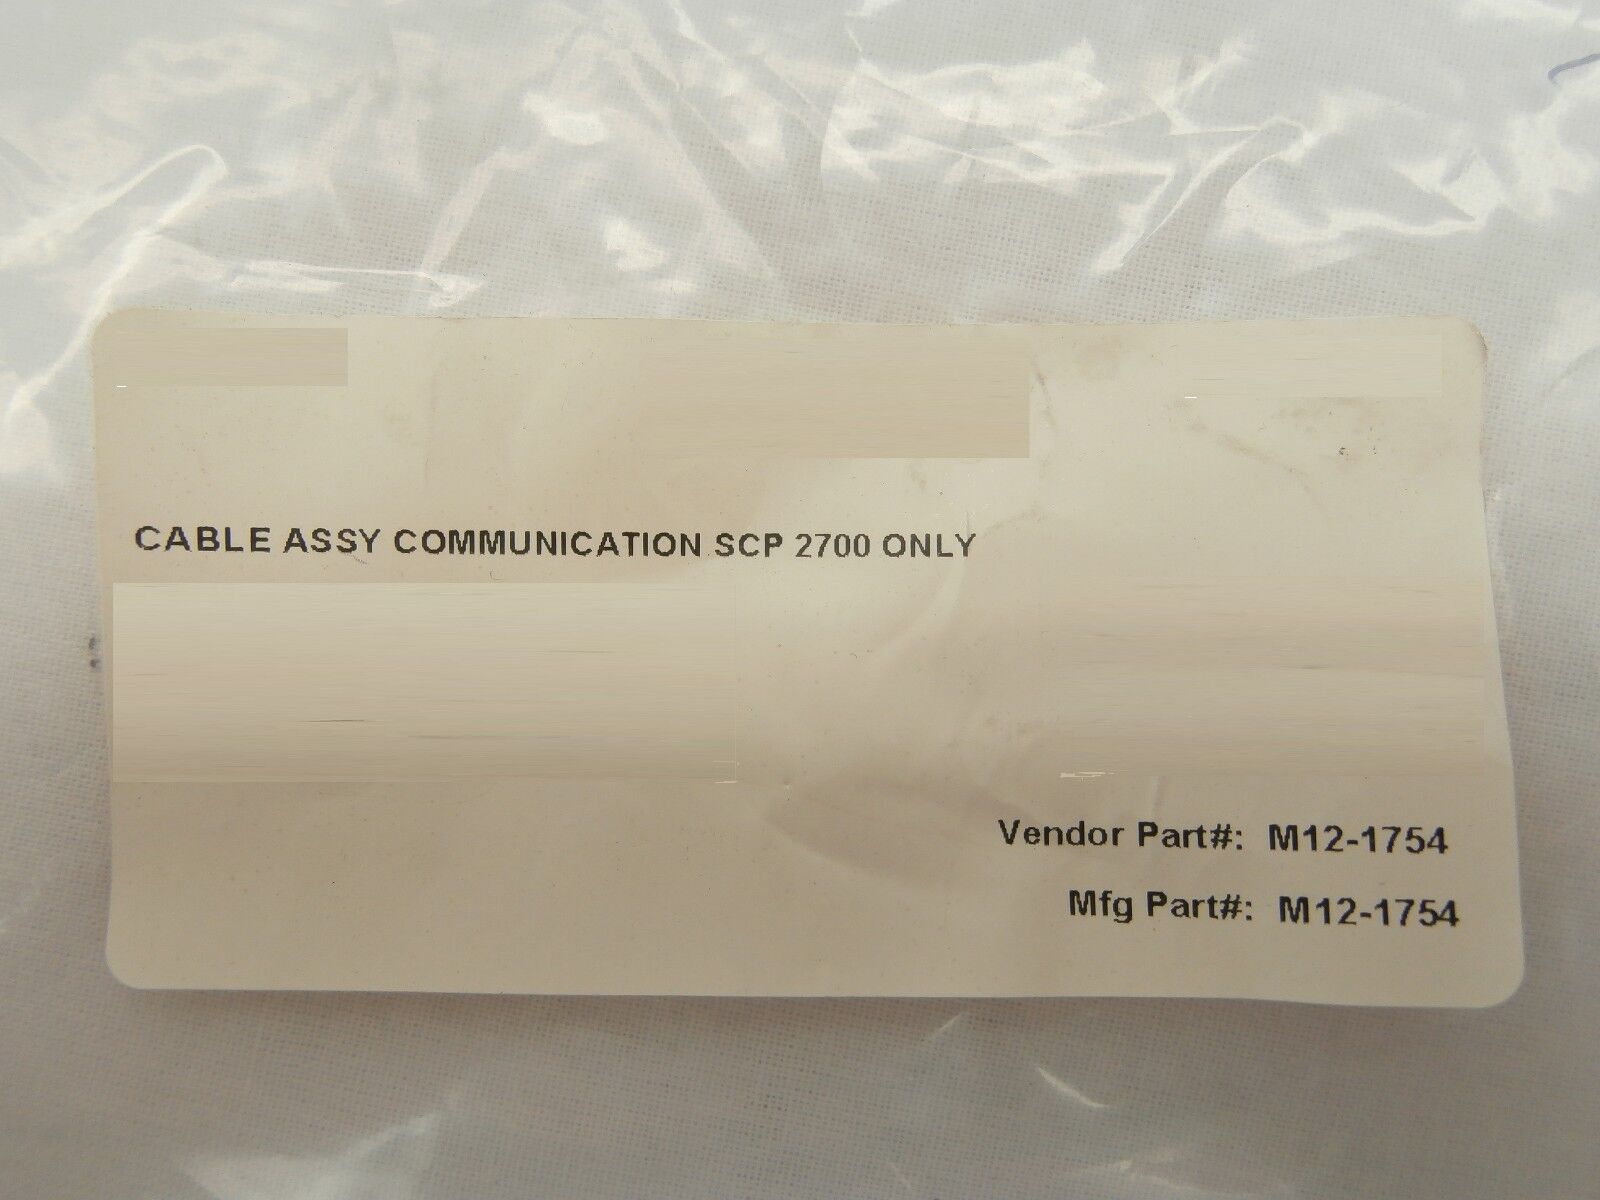 CABLE ASSY COMMUNICATION SCP 2700 ONLY
Vendor Part#: M12-1754
Mfg Part#: M12-1754